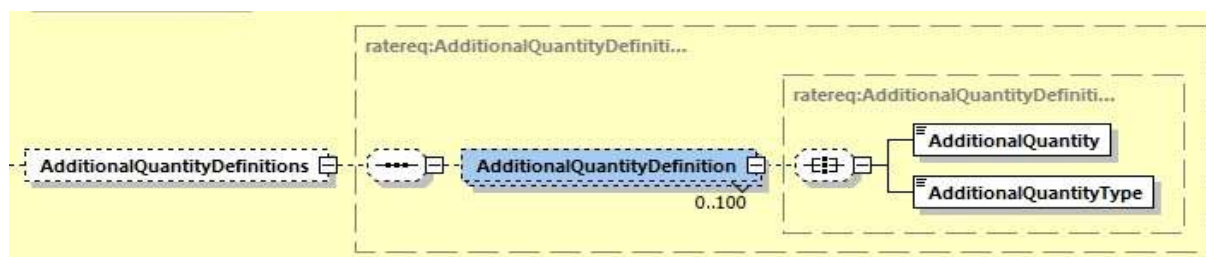 ratereq:AdditionalQuantityDefiniti...
ratereq:AdditionalQuantityDefiniti...
AdditionalQuantity
AdditionalQuantityDefinitions
AdditionalQuantityDefinition
AdditionalQuantityType
0..100